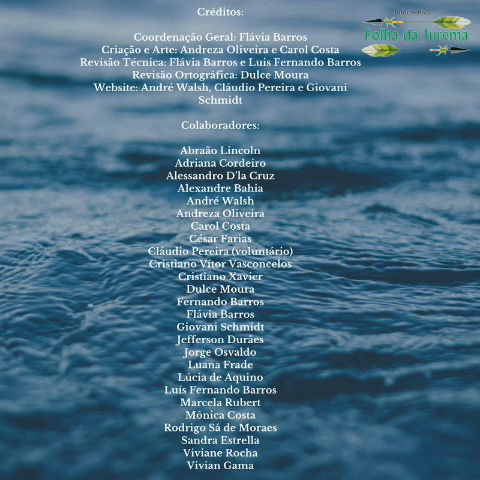 Créditos:
Informativo
Folha da Jurema
Coordenação Geral: Flávia Barros
Criação e Arte: Andreza Oliveira e Carol Costa
Revisão Técnica: Flávia Barros e Luis Fernando Barros
Revisão Ortográfica: Dulce Moura
Website: André Walsh, Cláudio Pereira e Giovani
Schmidt
Colaboradores:
Abraão Lincoln
Adriana Cordeiro
Alessandro D'la Cruz
Alexandre Bahia
André Walsh
Andreza Oliveira
Carol Costa
César Farias
Cláudio Pereira (voluntário)
Cristiano Vitor Vasconcelos
Cristiano Xavier
Dulce Moura
Fernando Barros
Flávia Barros
Giovani Schmidt
Jefferson Durães
Jorge Osvaldo
Luana Frade
Lúcia de Aquino
Luís Fernando Barros
Marcela Rubert
Mônica Costa
Rodrigo Sá de Moraes
Sandra Estrella
Viviane Rocha
Vivian Gama